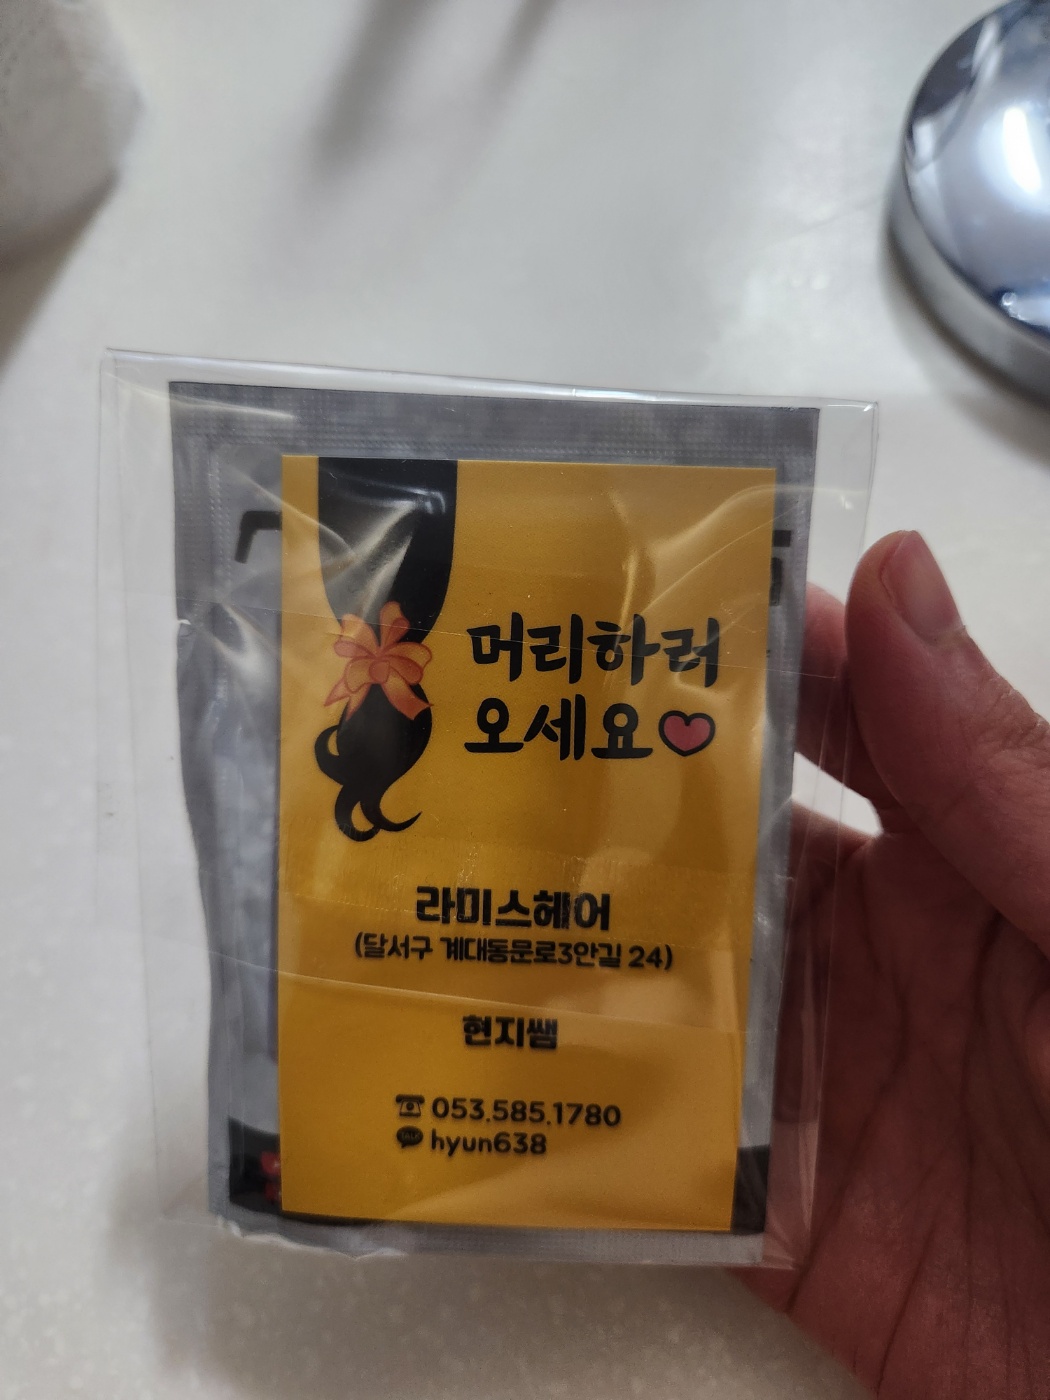 머리하러
오세요
라미스헤어
(달서구 계대동문로3안길 24)
현지쌤
053.585.1780
hyun638